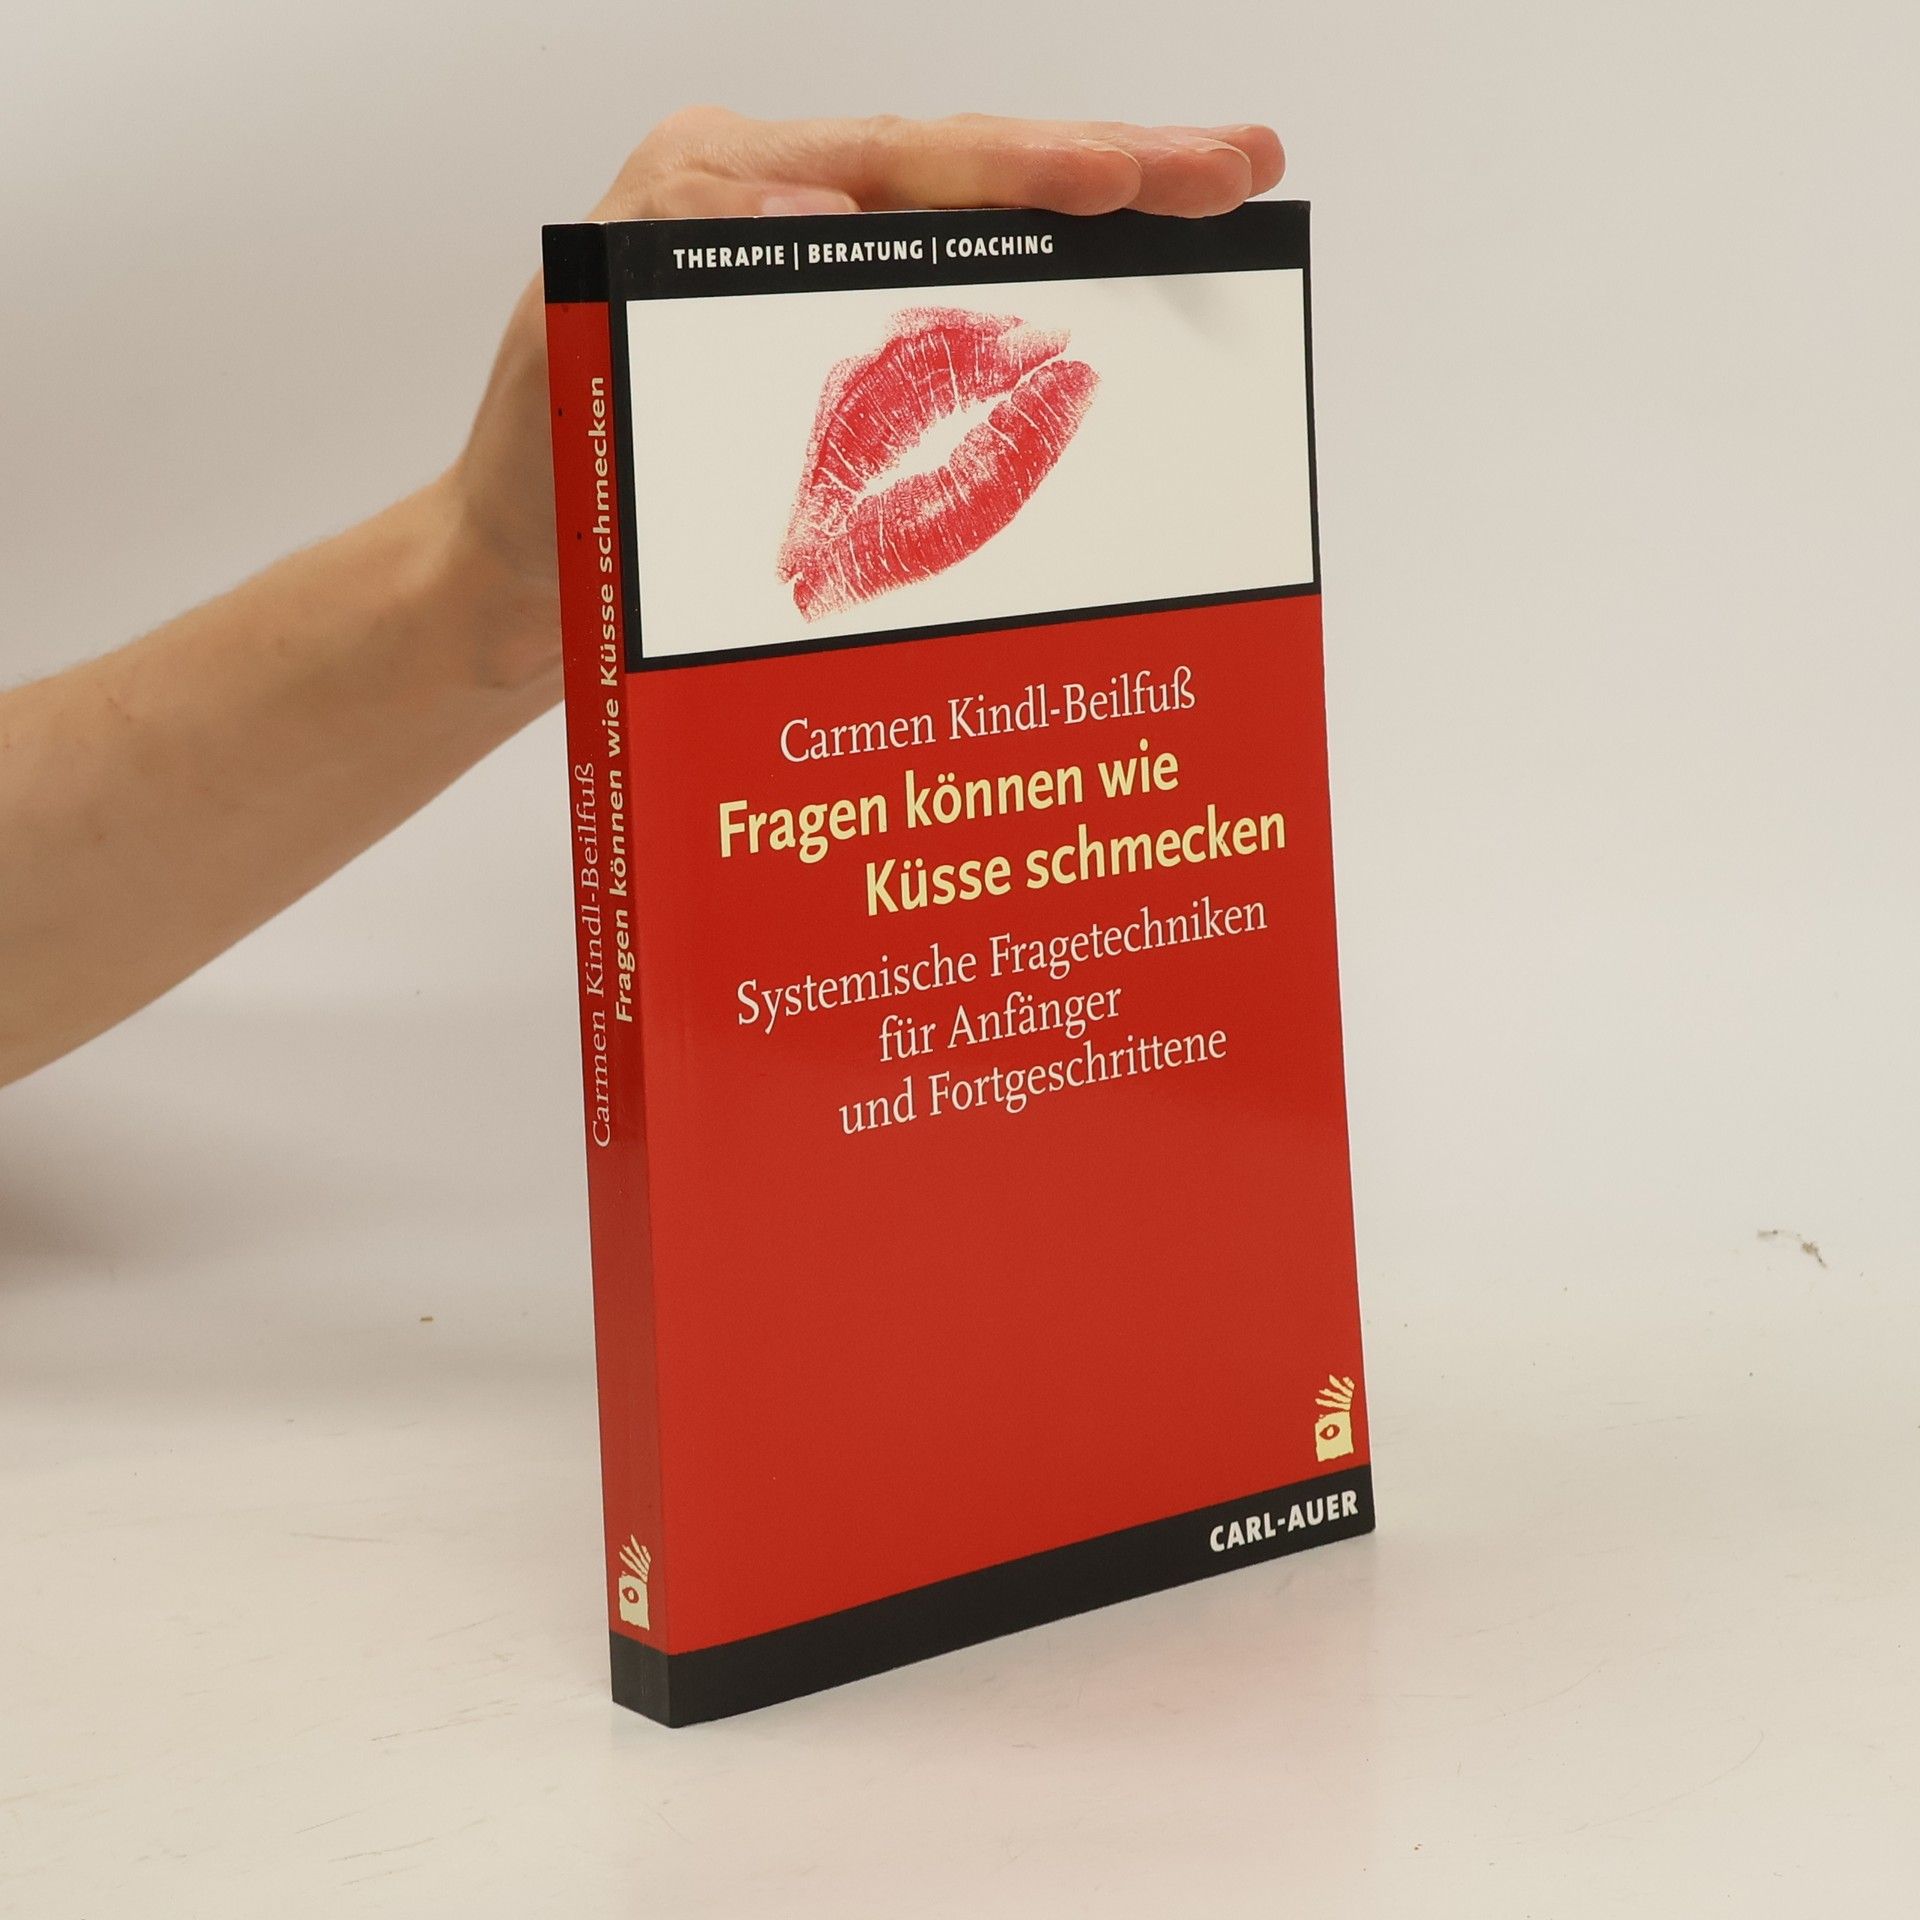 THERAPIE | BERATUNG | COACHING
Carmen Kindl-Beilfuß
Fragen können wie
Küsse schmecken
Systemische Fragetechniken
für Anfänger
und Fortgeschrittene
CARL-AUER
Carmen Kindl-Beilfuß
Fragen können wie Küsse schmecken